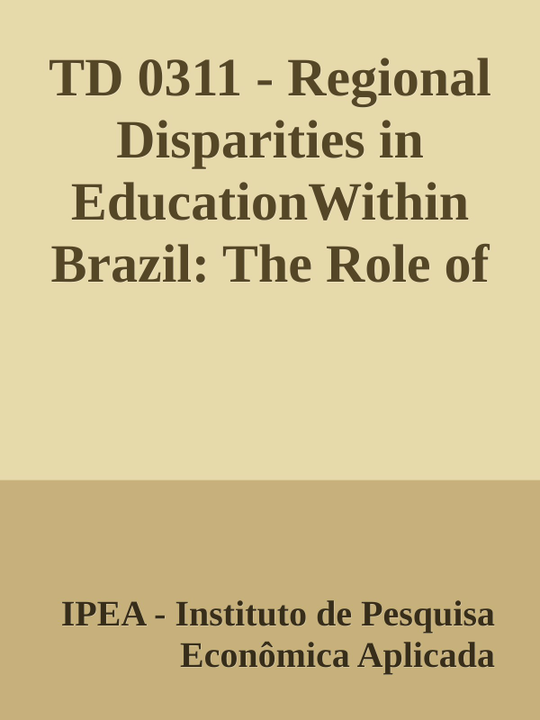 TD 0311 - Regional
Disparities in
EducationWithin
Brazil: The Role of
IPEA - Instituto de Pesquisa
Econômica Aplicada